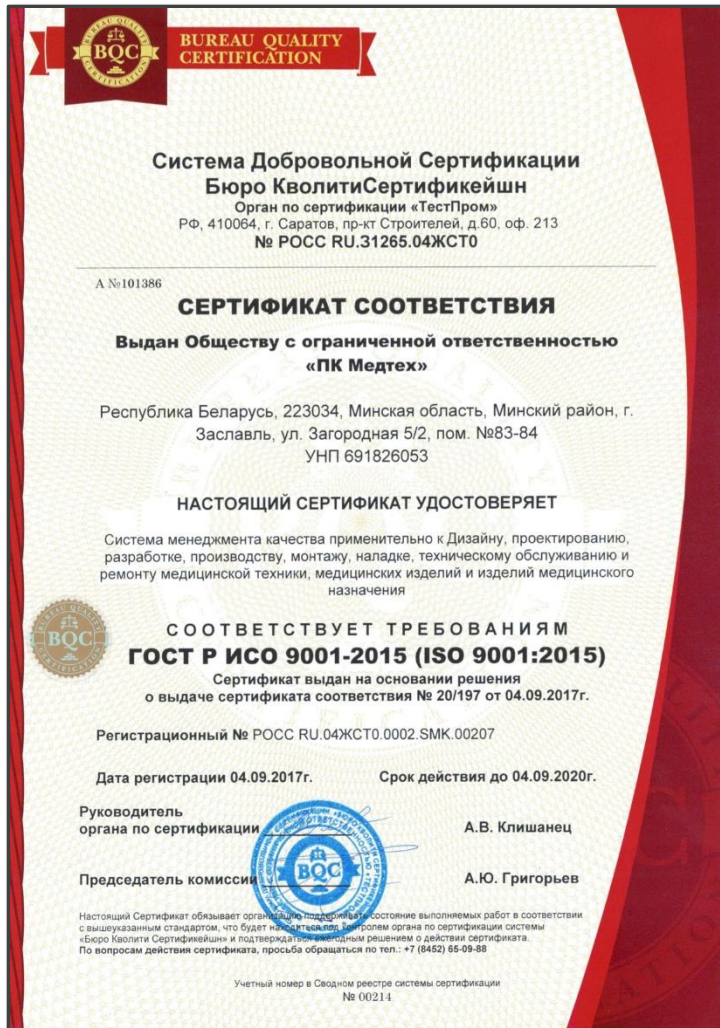 BUREAU QUALITY
CERTIFICATION
BQC
Система Добровольной Сертификации
Бюро КволитиСертификейшн
Орган по сертификации «ТестПром»
РФ, 410064, г. Саратов, пр-кт Строителей, д.60, оф. 213
№ РОСС RU.31265.04ЖСТ0
А №101386
СЕРТИФИКАТ СООТВЕТСТВИЯ
Выдан Обществу с ограниченной ответственностью
«ПК Медтех»
Республика Беларусь, 223034, Минская область, Минский район, г.
Заславль, ул. Загородная 5/2, пом. №83-84
УНП 691826053
НАСТОЯЩИЙ СЕРТИФИКАТ УДОСТОВЕРЯЕТ
Система менеджмента качества применительно к Дизайну, проектированию,
разработке, производству, монтажу, наладке, техническому обслуживанию и
ремонту медицинской техники, медицинских изделий и изделий медицинского
назначения
BQC
СООТВЕТСТВУЕТ ТРЕБОВАНИЯМ
ГОСТ Р ИСО 9001-2015 (ISO 9001:2015)
Сертификат выдан на основании решения
о выдаче сертификата соответствия № 20/197 от 04.09.2017г.
Регистрационный № РОСС RU.04ЖСТ0.0002.SMK.00207
Дата регистрации 04.09.2017г. Срок действия до 04.09.2020г.
Руководитель
органа по сертификации А.В. Клишанец
BQC
Председатель комиссии А.Ю. Григорьев
Настоящий Сертификат обязывает организацию поддерживать состояние выполняемых работ в соответствии
с вышеуказанным стандартом, что будет находиться под контролем органа по сертификации системы
«Бюро Кволити Сертификейшн» и подтверждаться ежегодным решением о действии сертификата.
По вопросам действия сертификата, просьба обращаться по тел.: +7 (8452) 65-09-88
Учетный номер в Сводном реестре системы сертификации
№ 00214